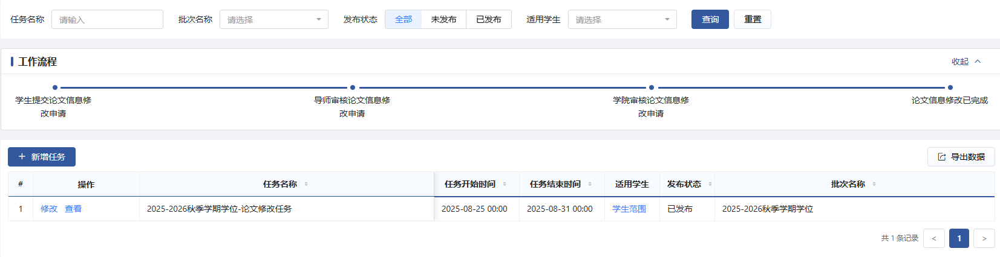 任务名称 请输入 批次名称 请选择 发布状态 全部 未发布 已发布 适用学生 请选择 查询 重置
工作流程 收起
学生提交论文信息修 导师审核论文信息修 学院审核论文信息修 论文信息修改已完成
改申请 改申请 改申请
+ 新增任务 导出数据
# 操作 任务名称 任务开始时间 任务结束时间 适用学生 发布状态 批次名称
1 修改 查看 2025-2026秋季学期学位-论文修改任务 2025-08-25 00:00 2025-08-31 00:00 学生范围 已发布 2025-2026秋季学期学位
共 1 条记录 < 1 >